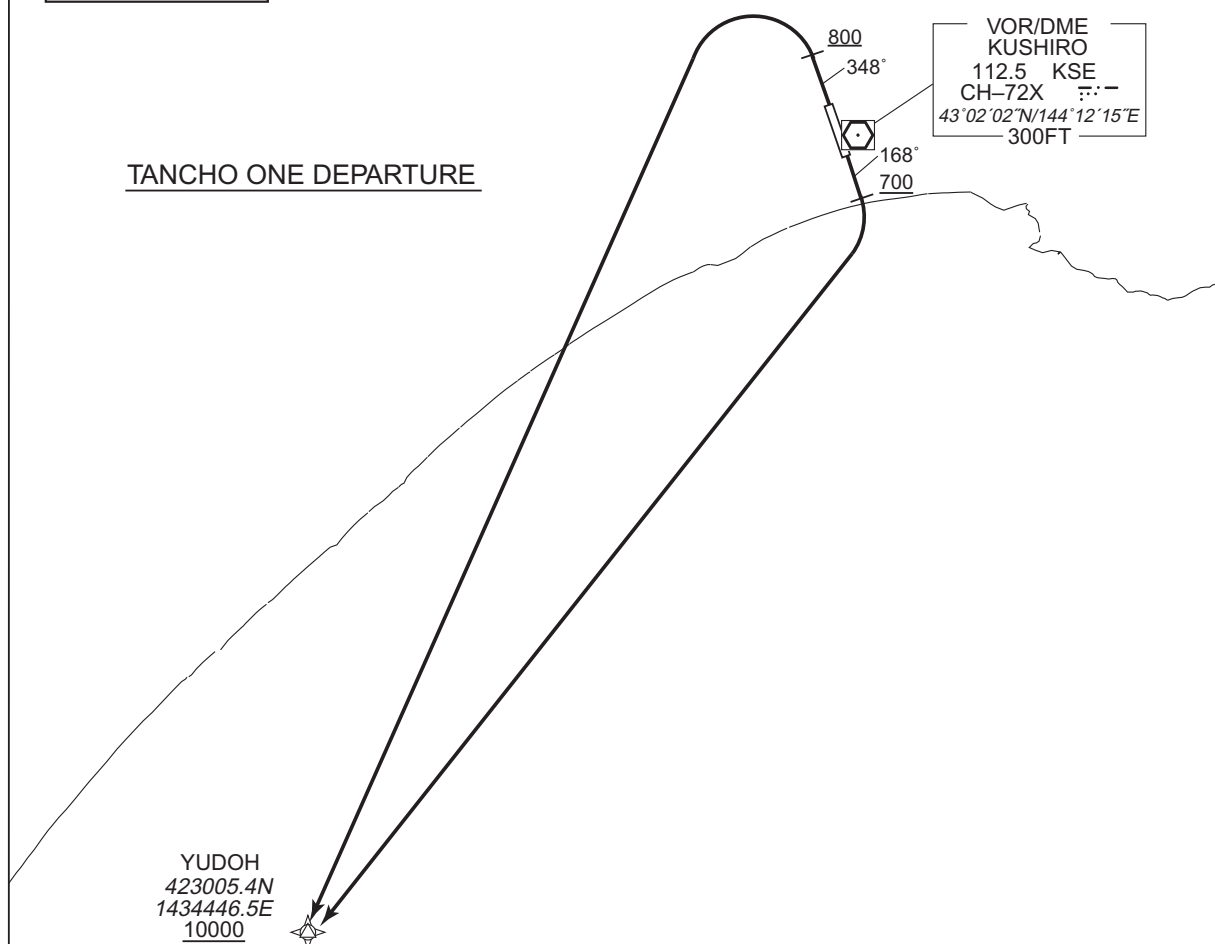 800
348°
VOR/DME
KUSHIRO
112.5 KSE
CH–72X
43°02′02″N/144°12′15″E
300FT
168°
700
TANCHO ONE DEPARTURE
YUDOH
423005.4N
1434446.5E
10000